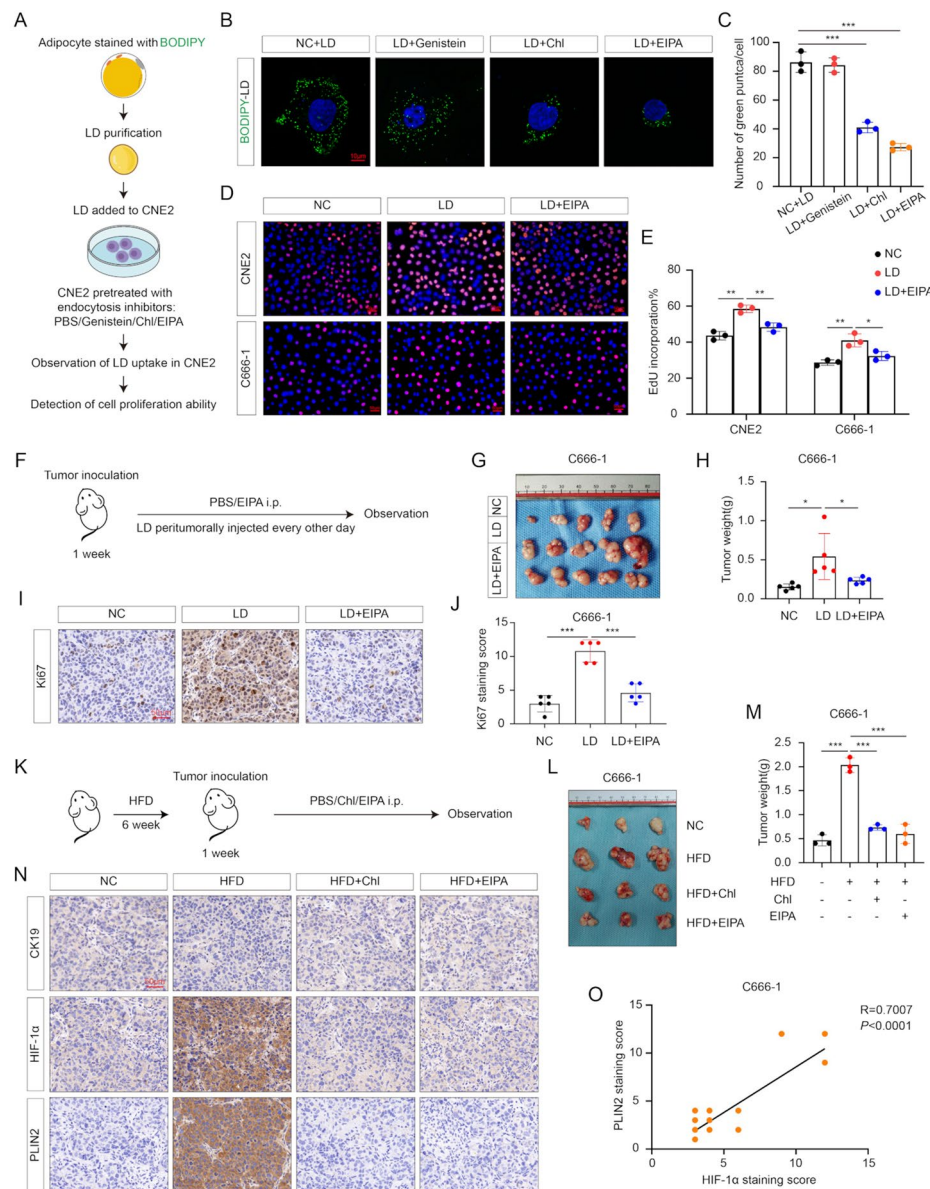 A
Adipocyte stained with BODIPY
LD purification
LD added to CNE2
CNE2 pretreated with
endocytosis inhibitors:
PBS/Genistein/Chl/EIPA
Observation of LD uptake in CNE2
Detection of cell proliferation ability
B
NC+LD
LD+Genistein
LD+Chl
LD+EIPA
BODIPY-LD
10μm
C
***
***
Number of green puntca/cell
100
80
60
40
20
0
NC+LD
LD+Genistein
LD+Chl
LD+EIPA
D
NC
LD
LD+EIPA
CNE2
C666-1
E
NC
LD
LD+EIPA
EdU incorporation%
80
60
40
20
0
** **
** *
CNE2
C666-1
F
Tumor inoculation
1 week
PBS/EIPA i.p.
LD peritumorally injected every other day
Observation
G
C666-1
NC
LD
LD+EIPA
H
C666-1
Tumor weight(g)
1.5
1.0
0.5
0.0
* *
NC
LD
LD+EIPA
I
NC
LD
LD+EIPA
Ki67
J
C666-1
Ki67 staining score
15
10
5
0
*** ***
NC
LD
LD+EIPA
K
HFD
6 week
Tumor inoculation
1 week
PBS/Chl/EIPA i.p.
Observation
L
C666-1
NC
HFD
HFD+Chl
HFD+EIPA
M
C666-1
Tumor weight(g)
2.5
2.0
1.5
1.0
0.5
0.0
***
*** ***
HFD - + + +
Chl - - + -
EIPA - - - +
N
NC
HFD
HFD+Chl
HFD+EIPA
CK19
HIF-1α
PLIN2
O
C666-1
R=0.7007
P<0.0001
PLIN2 staining score
15
10
5
0
0 5 10 15
HIF-1α staining score